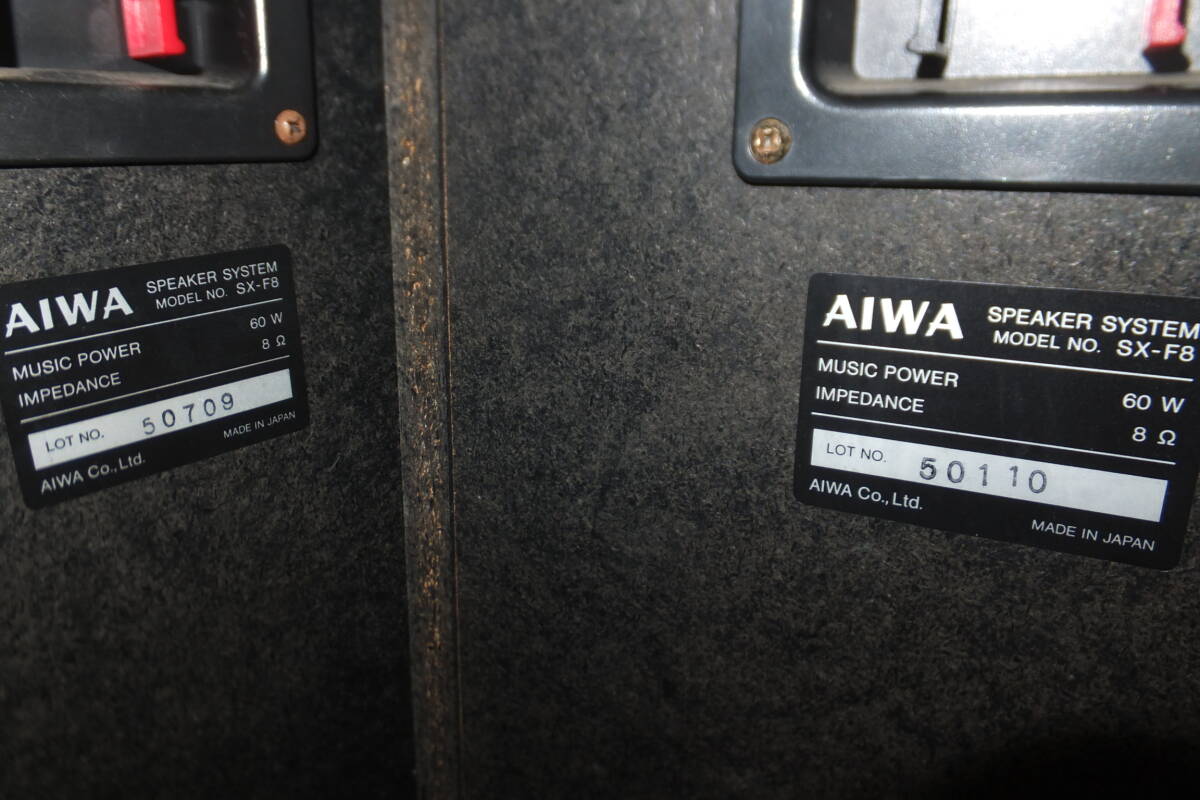 AIWA SPEAKER SYSTEM
MODEL NO. SX-F8
MUSIC POWER 60 W
IMPEDANCE 8 Ω
LOT NO. 50709
AIWA Co., Ltd. MADE IN JAPAN
AIWA SPEAKER SYSTEM
MODEL NO. SX-F8
MUSIC POWER 60 W
IMPEDANCE 8 Ω
LOT NO. 50110
AIWA Co., Ltd. MADE IN JAPAN